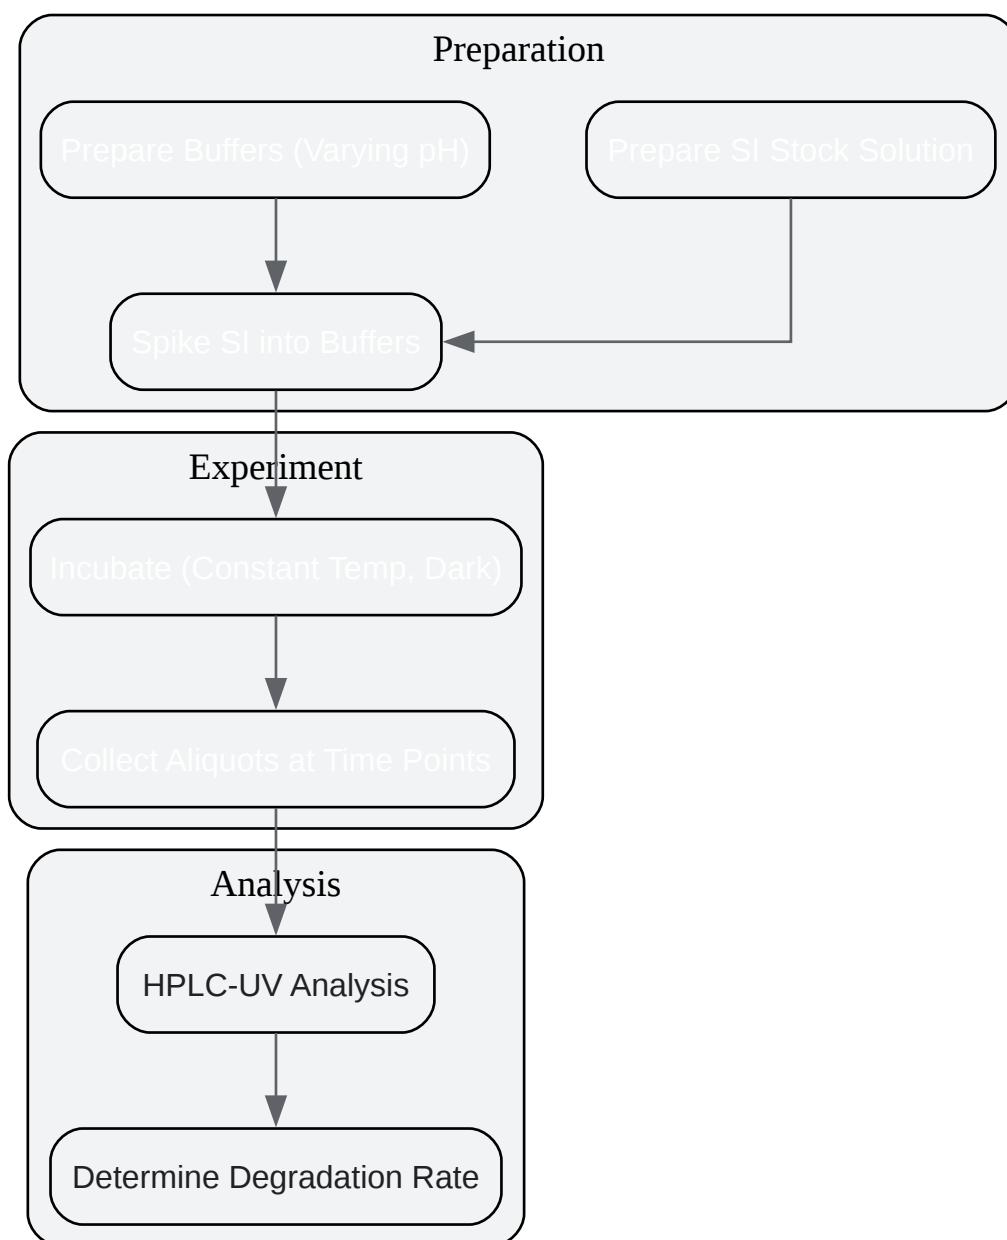 Preparation
Prepare Buffers (Varying pH)
Prepare SI Stock Solution
Spike SI into Buffers
Experiment
Incubate (Constant Temp, Dark)
Collect Aliquots at Time Points
Analysis
HPLC-UV Analysis
Determine Degradation Rate